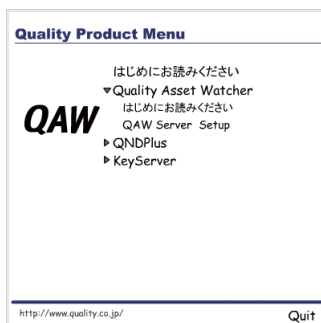 Quality Product Menu
はじめにお読みください
Quality Asset Watcher
はじめにお読みください
QAW
QAW Server Setup
QNDPlus
KeyServer
http://www.quality.co.jp/
Quit